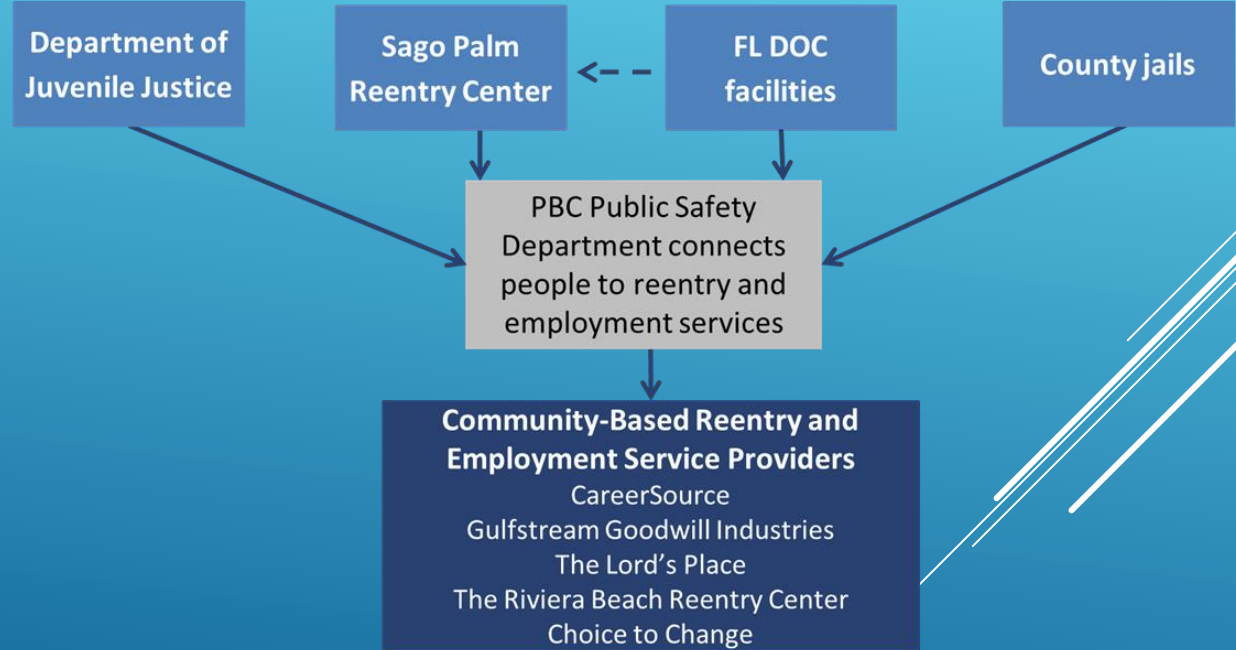 Department of
Juvenile Justice
Sago Palm
Reentry Center
FL DOC
facilities
County jails
PBC Public Safety
Department connects
people to reentry and
employment services
Community-Based Reentry and
Employment Service Providers
CareerSource
Gulfstream Goodwill Industries
The Lord’s Place
The Riviera Beach Reentry Center
Choice to Change